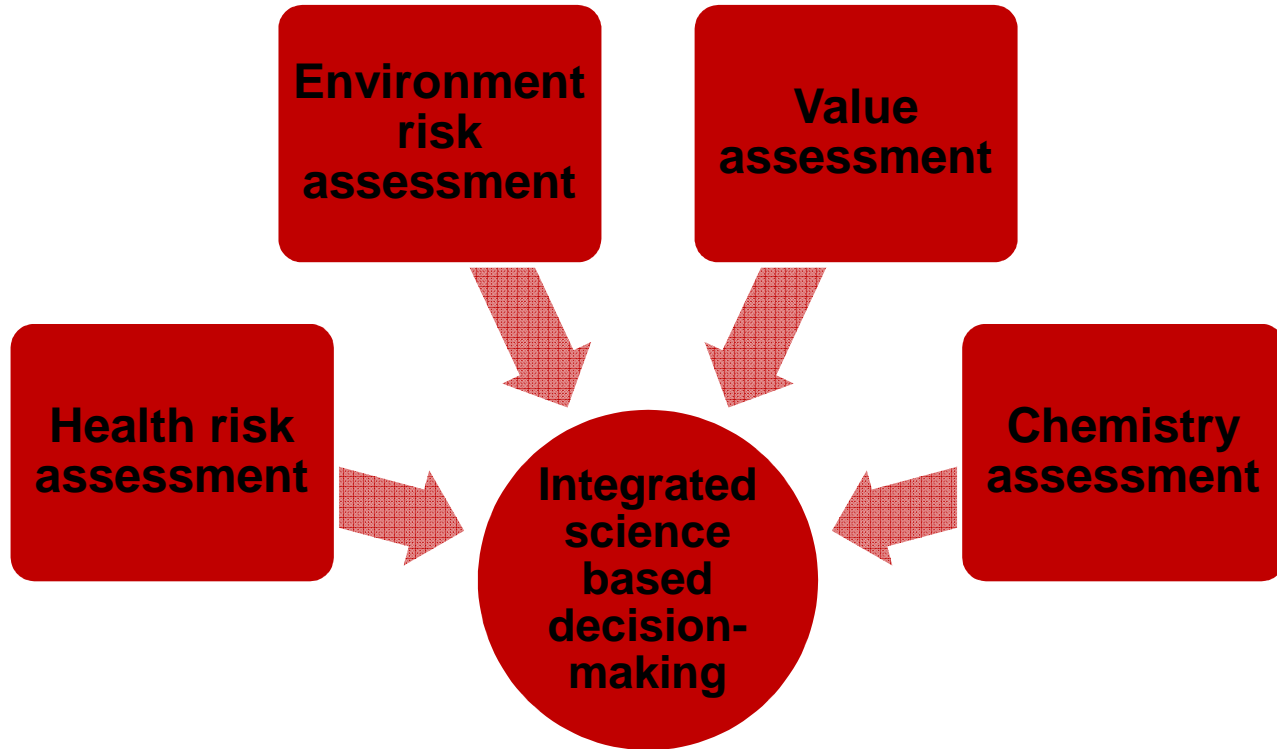 Environment
risk
assessment
Value
assessment
Health risk
assessment
Chemistry
assessment
Integrated
science
based
decision-
making